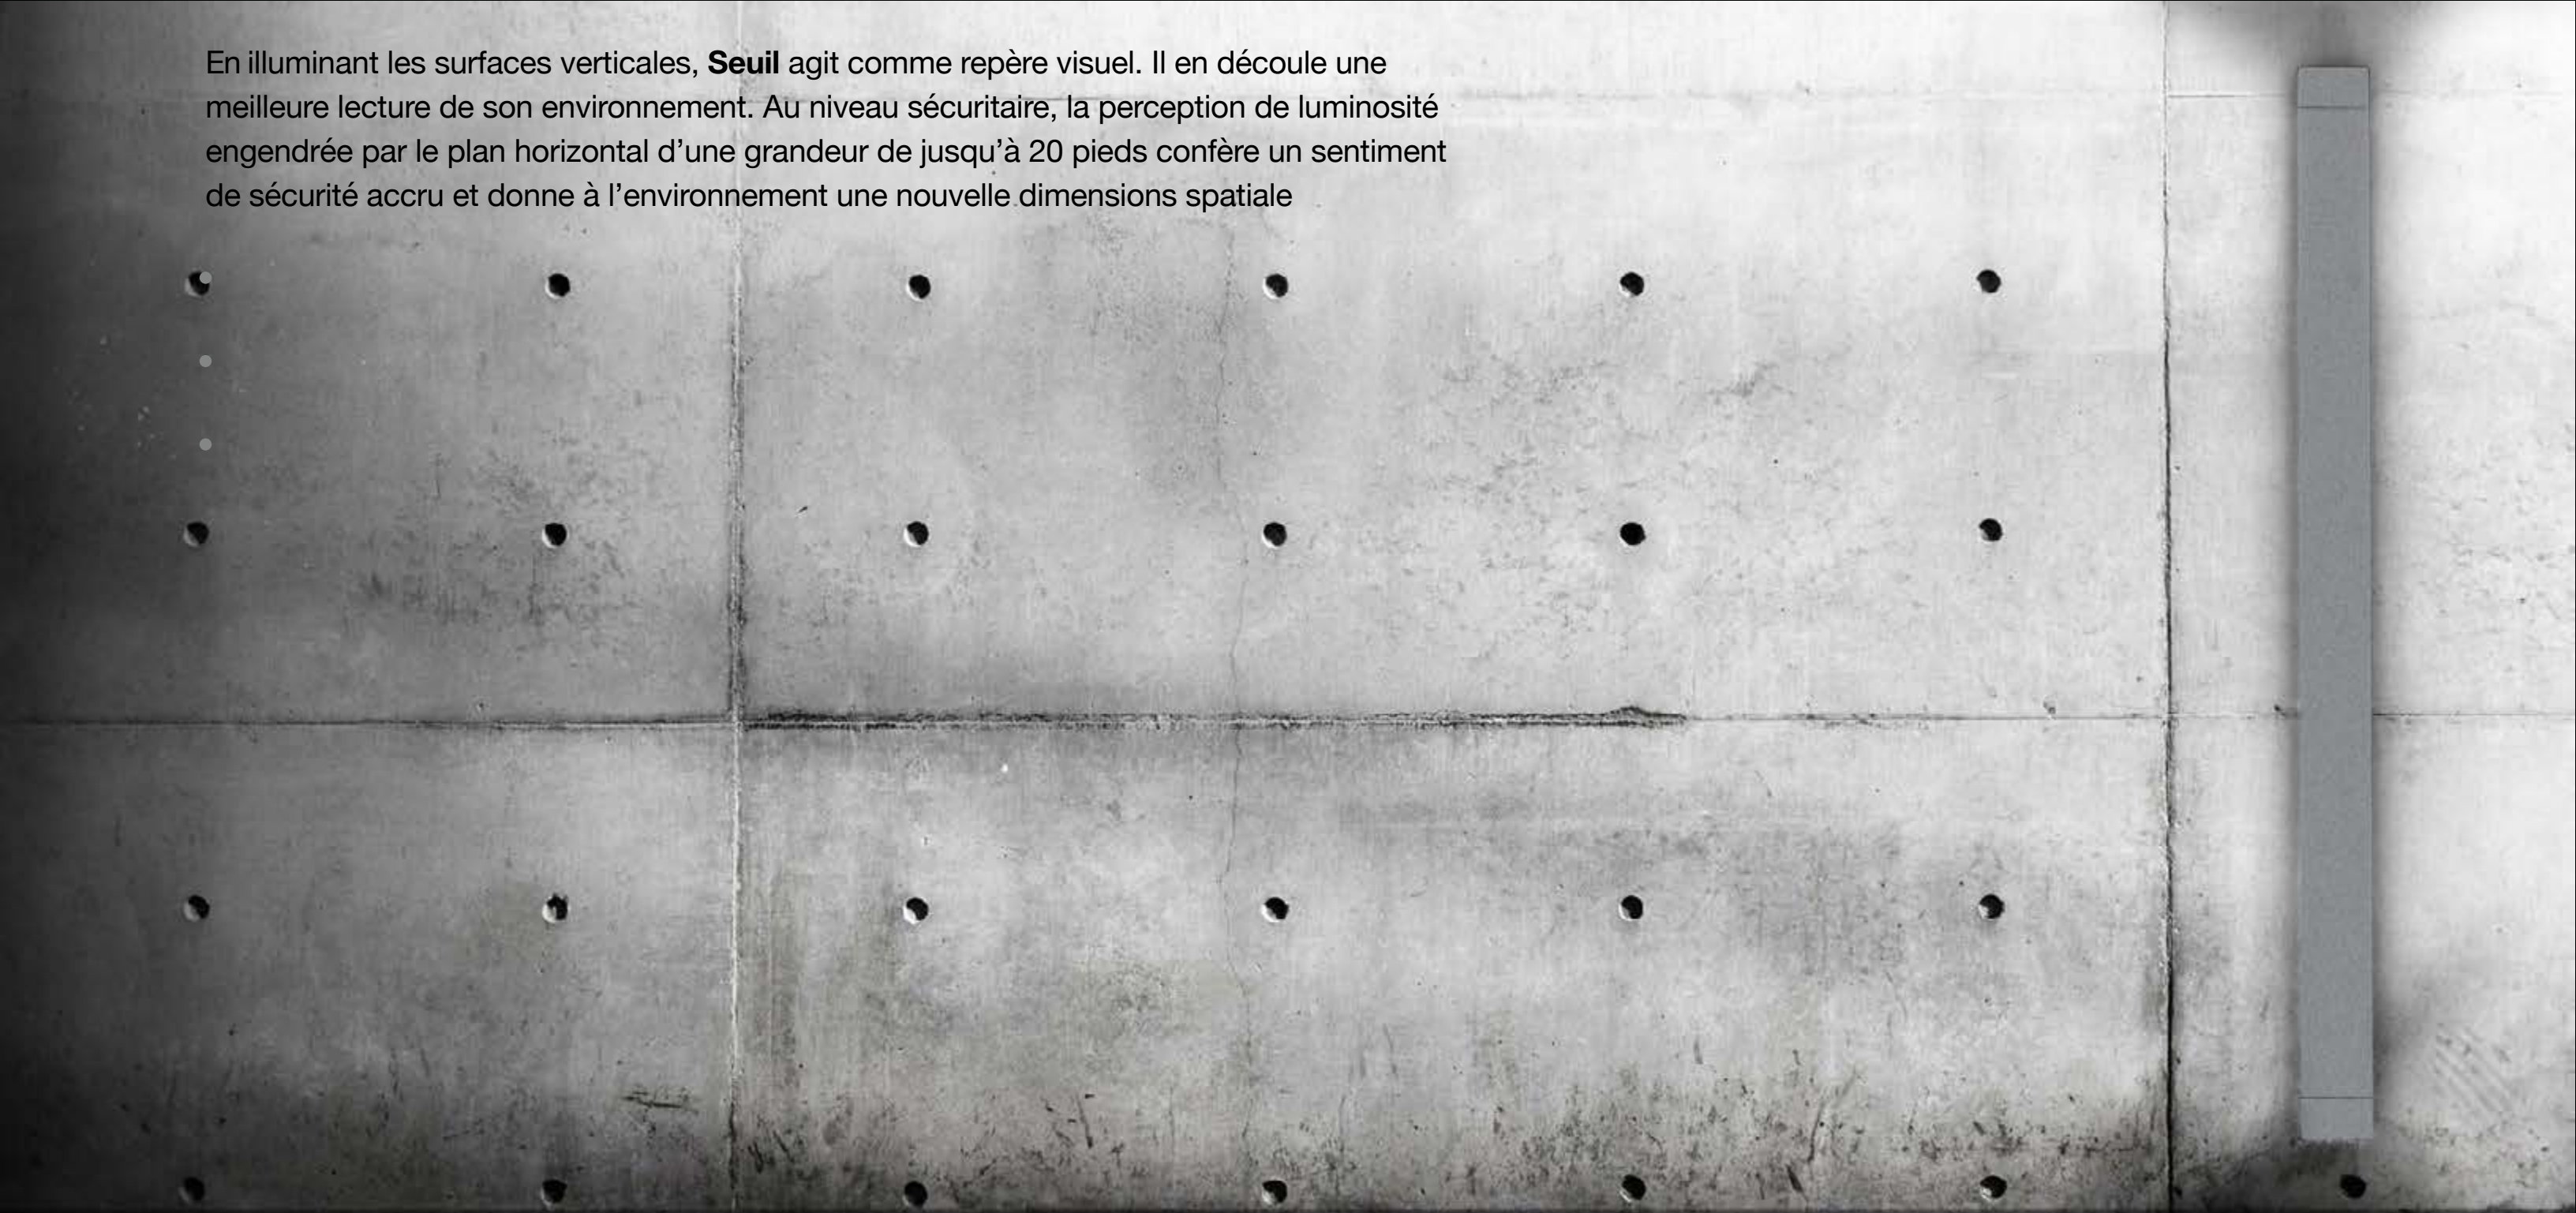 En illuminant les surfaces verticales, Seuil agit comme repère visuel. Il en découle une
meilleure lecture de son environnement. Au niveau sécuritaire, la perception de luminosité
engendrée par le plan horizontal d’une grandeur de jusqu’à 20 pieds confère un sentiment
de sécurité accru et donne à l’environnement une nouvelle dimensions spatiale